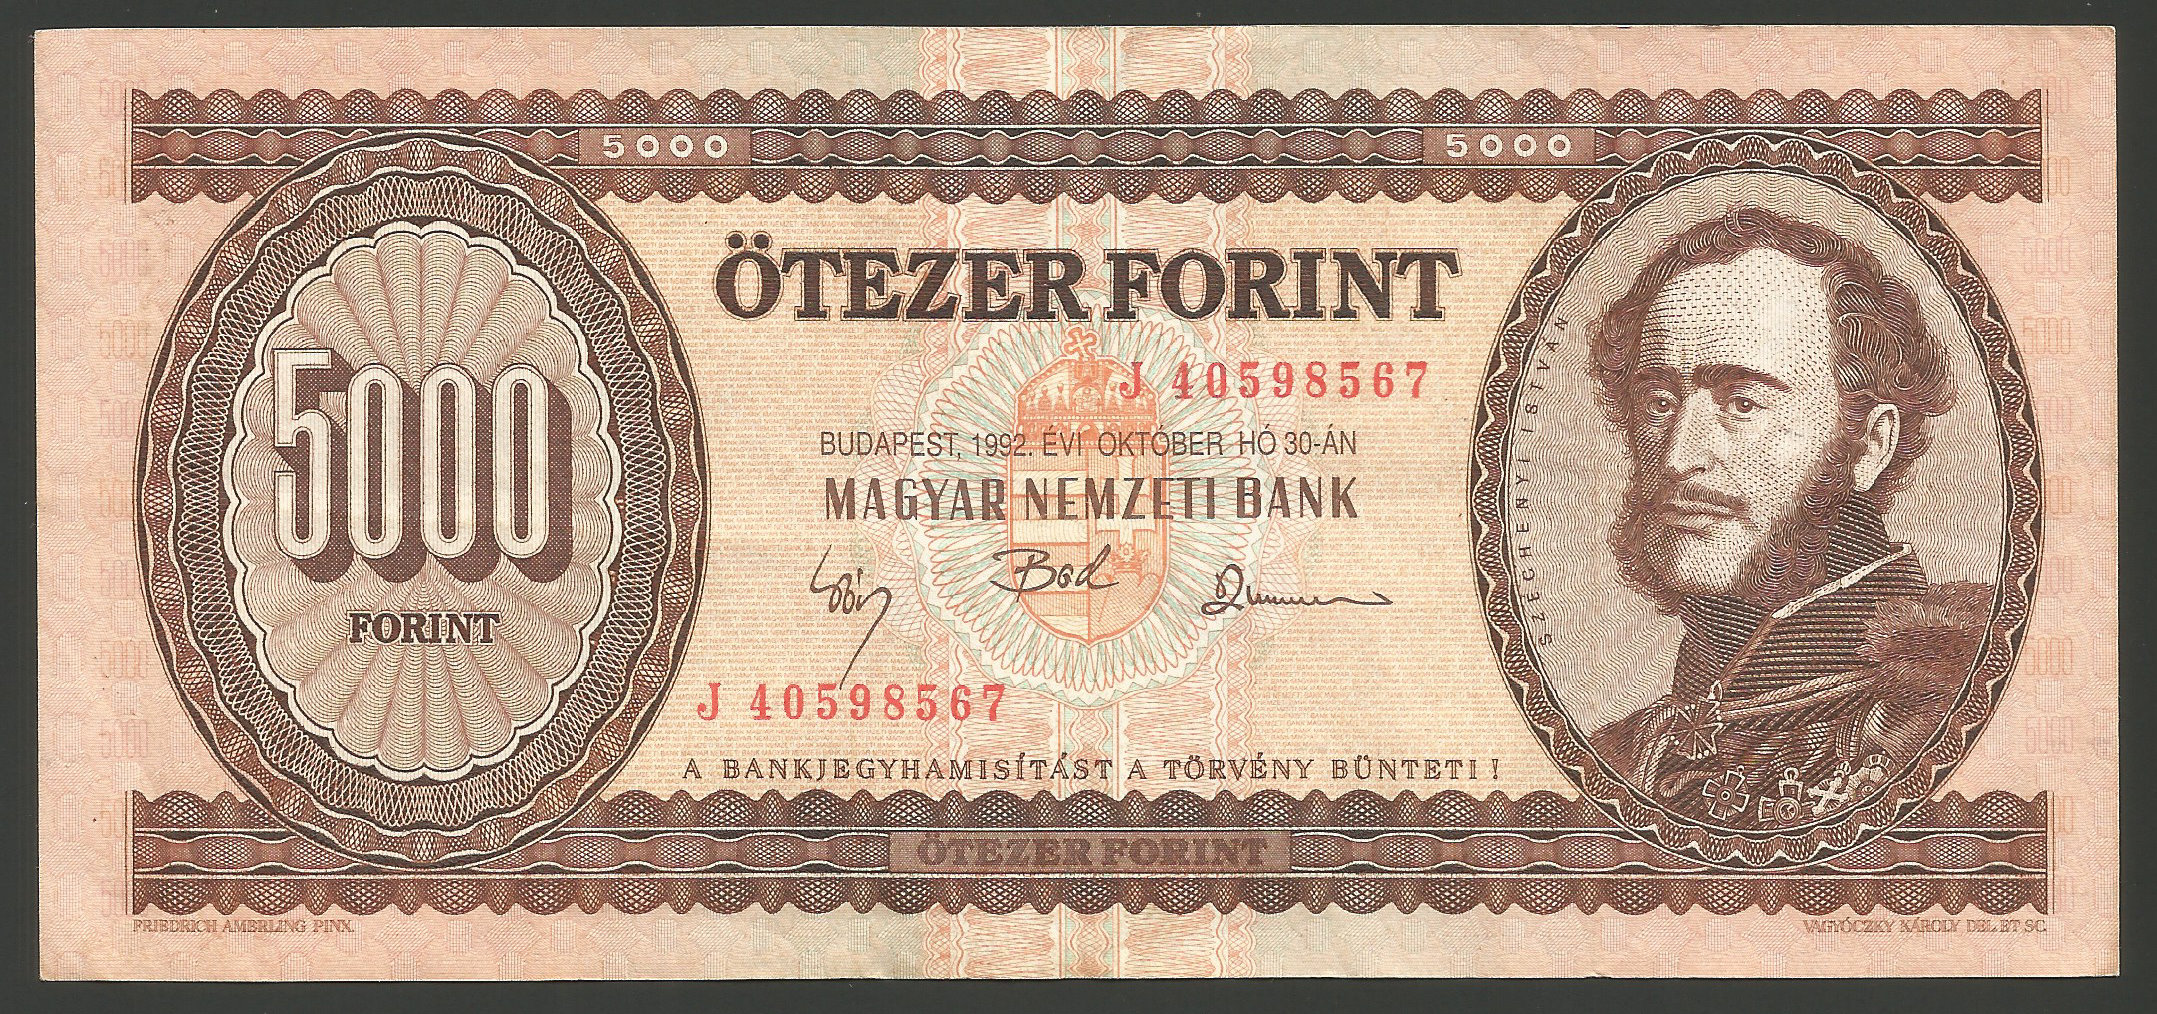 5000 5000
ÖTEZER FORINT
J 40598567
5000
FORINT
BUDAPEST, 1992. ÉVI OKTÓBER HÓ 30-ÁN
MAGYAR NEMZETI BANK
SZÉCHENYI ISTVÁN
J 40598567
A BANKJEGYHAMISÍTÁST A TÖRVÉNY BÜNTETI!
ÖTEZER FORINT
FRIEDRICH AMERLING PINX.
VAGYÓCZKY KÁROLY DEL. ET SC.